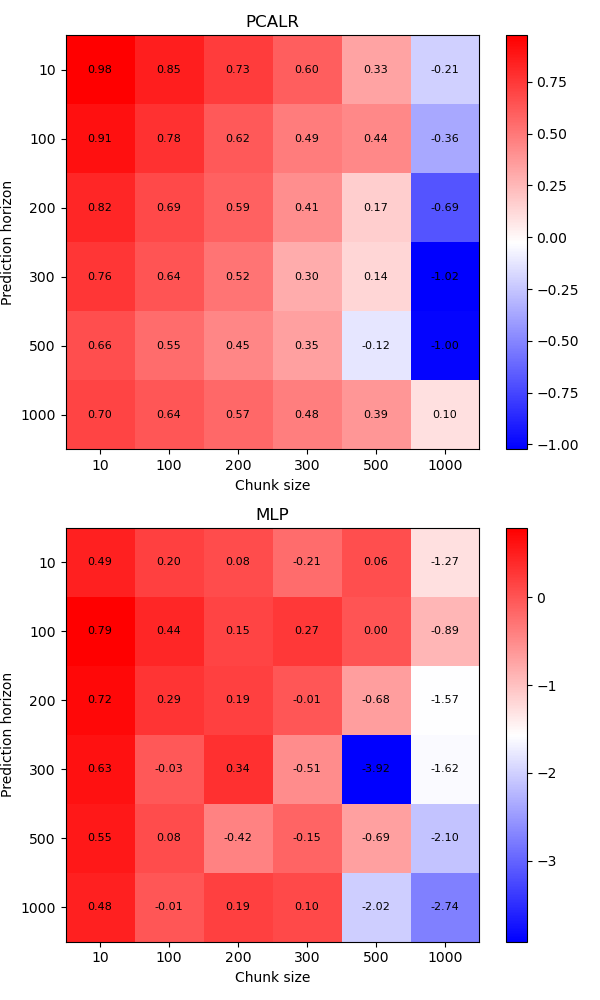 PCALR
Prediction horizon
10 0.98 0.85 0.73 0.60 0.33 -0.21
100 0.91 0.78 0.62 0.49 0.44 -0.36
200 0.82 0.69 0.59 0.41 0.17 -0.69
300 0.76 0.64 0.52 0.30 0.14 -1.02
500 0.66 0.55 0.45 0.35 -0.12 -1.00
1000 0.70 0.64 0.57 0.48 0.39 0.10
10 100 200 300 500 1000
Chunk size
0.75
0.50
0.25
0.00
−0.25
−0.50
−0.75
−1.00
MLP
Prediction horizon
10 0.49 0.20 0.08 -0.21 0.06 -1.27
100 0.79 0.44 0.15 0.27 0.00 -0.89
200 0.72 0.29 0.19 -0.01 -0.68 -1.57
300 0.63 -0.03 0.34 -0.51 -3.92 -1.62
500 0.55 0.08 -0.42 -0.15 -0.69 -2.10
1000 0.48 -0.01 0.19 0.10 -2.02 -2.74
10 100 200 300 500 1000
Chunk size
0
−1
−2
−3